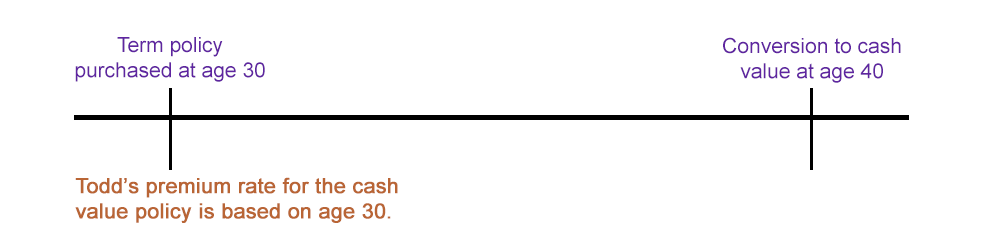 Term policy
purchased at age 30
Conversion to cash
value at age 40
Todd’s premium rate for the cash
value policy is based on age 30.